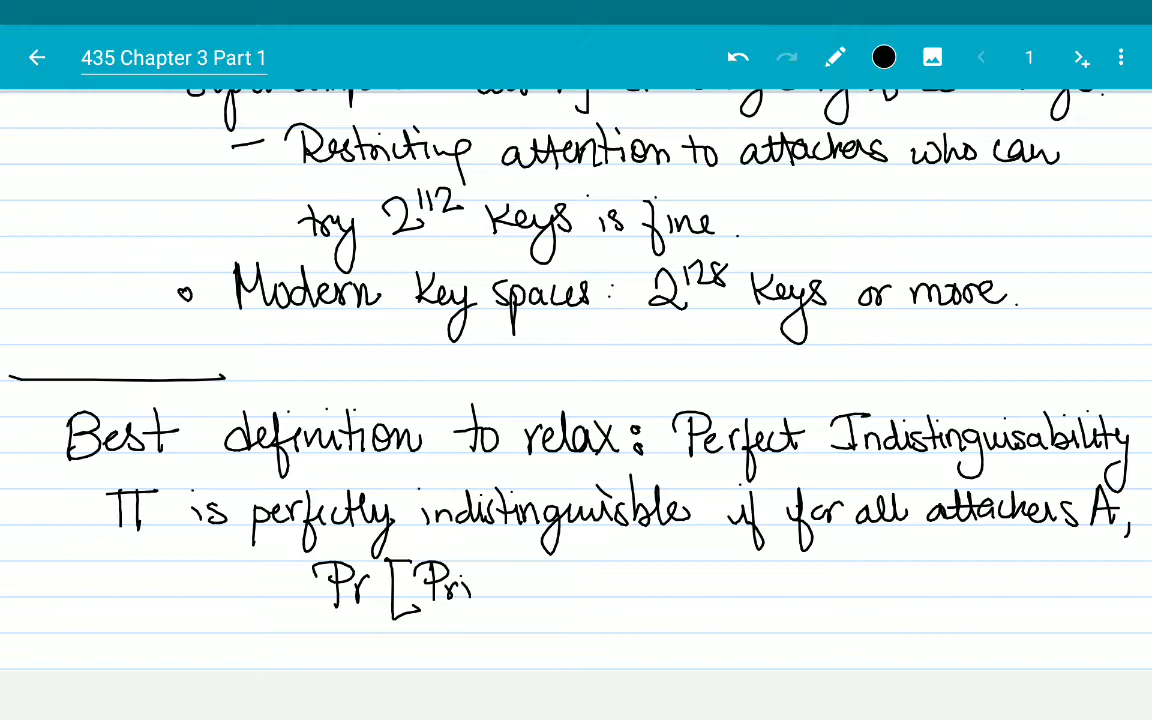 435 Chapter 3 Part 1
1
- Restricting attention to attackers who can
try 2^112 keys is fine.
• Modern key spaces: 2^128 keys or more.
Best definition to relax: Perfect Indistinguisability
Π is perfectly indistinguisble if for all attackers A,
Pr [Pri